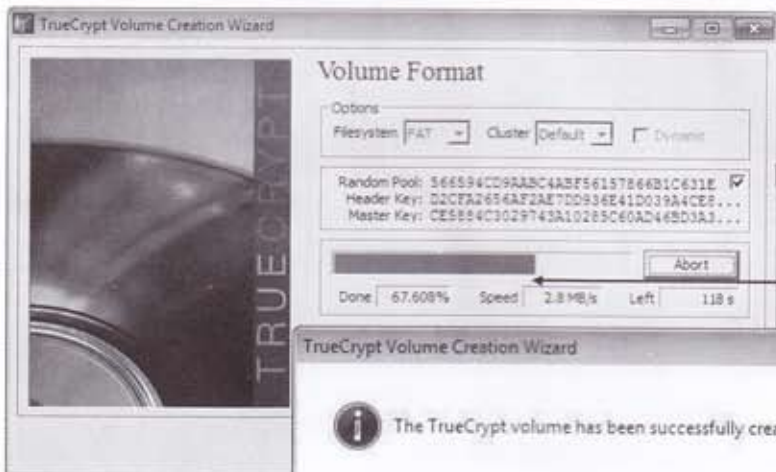 TrueCrypt Volume Creation Wizard
TRUECRYPT
Volume Format
Options
Filesystem FAT Cluster Default Dynamic
Random Pool: 566594CD9AABC4ABF56157866B1C631E
Header Key: D2CFA2656AF2AE7DD936E41D039A4CE8...
Master Key: CE5884C3029743A10285C60AD46BD3A3...
Abort
Done 67.608% Speed 2.8 MB/s Left 118 s
TrueCrypt Volume Creation Wizard
The TrueCrypt volume has been successfully crea